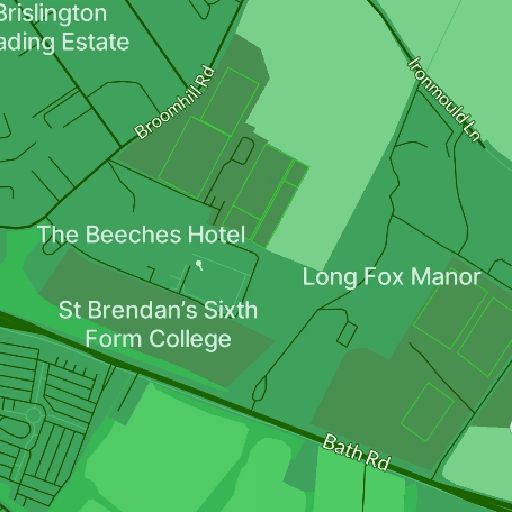 Brislington
ading Estate
Broomhill Rd
Ironmould Ln
The Beeches Hotel
Long Fox Manor
St Brendan's Sixth
Form College
Bath Rd